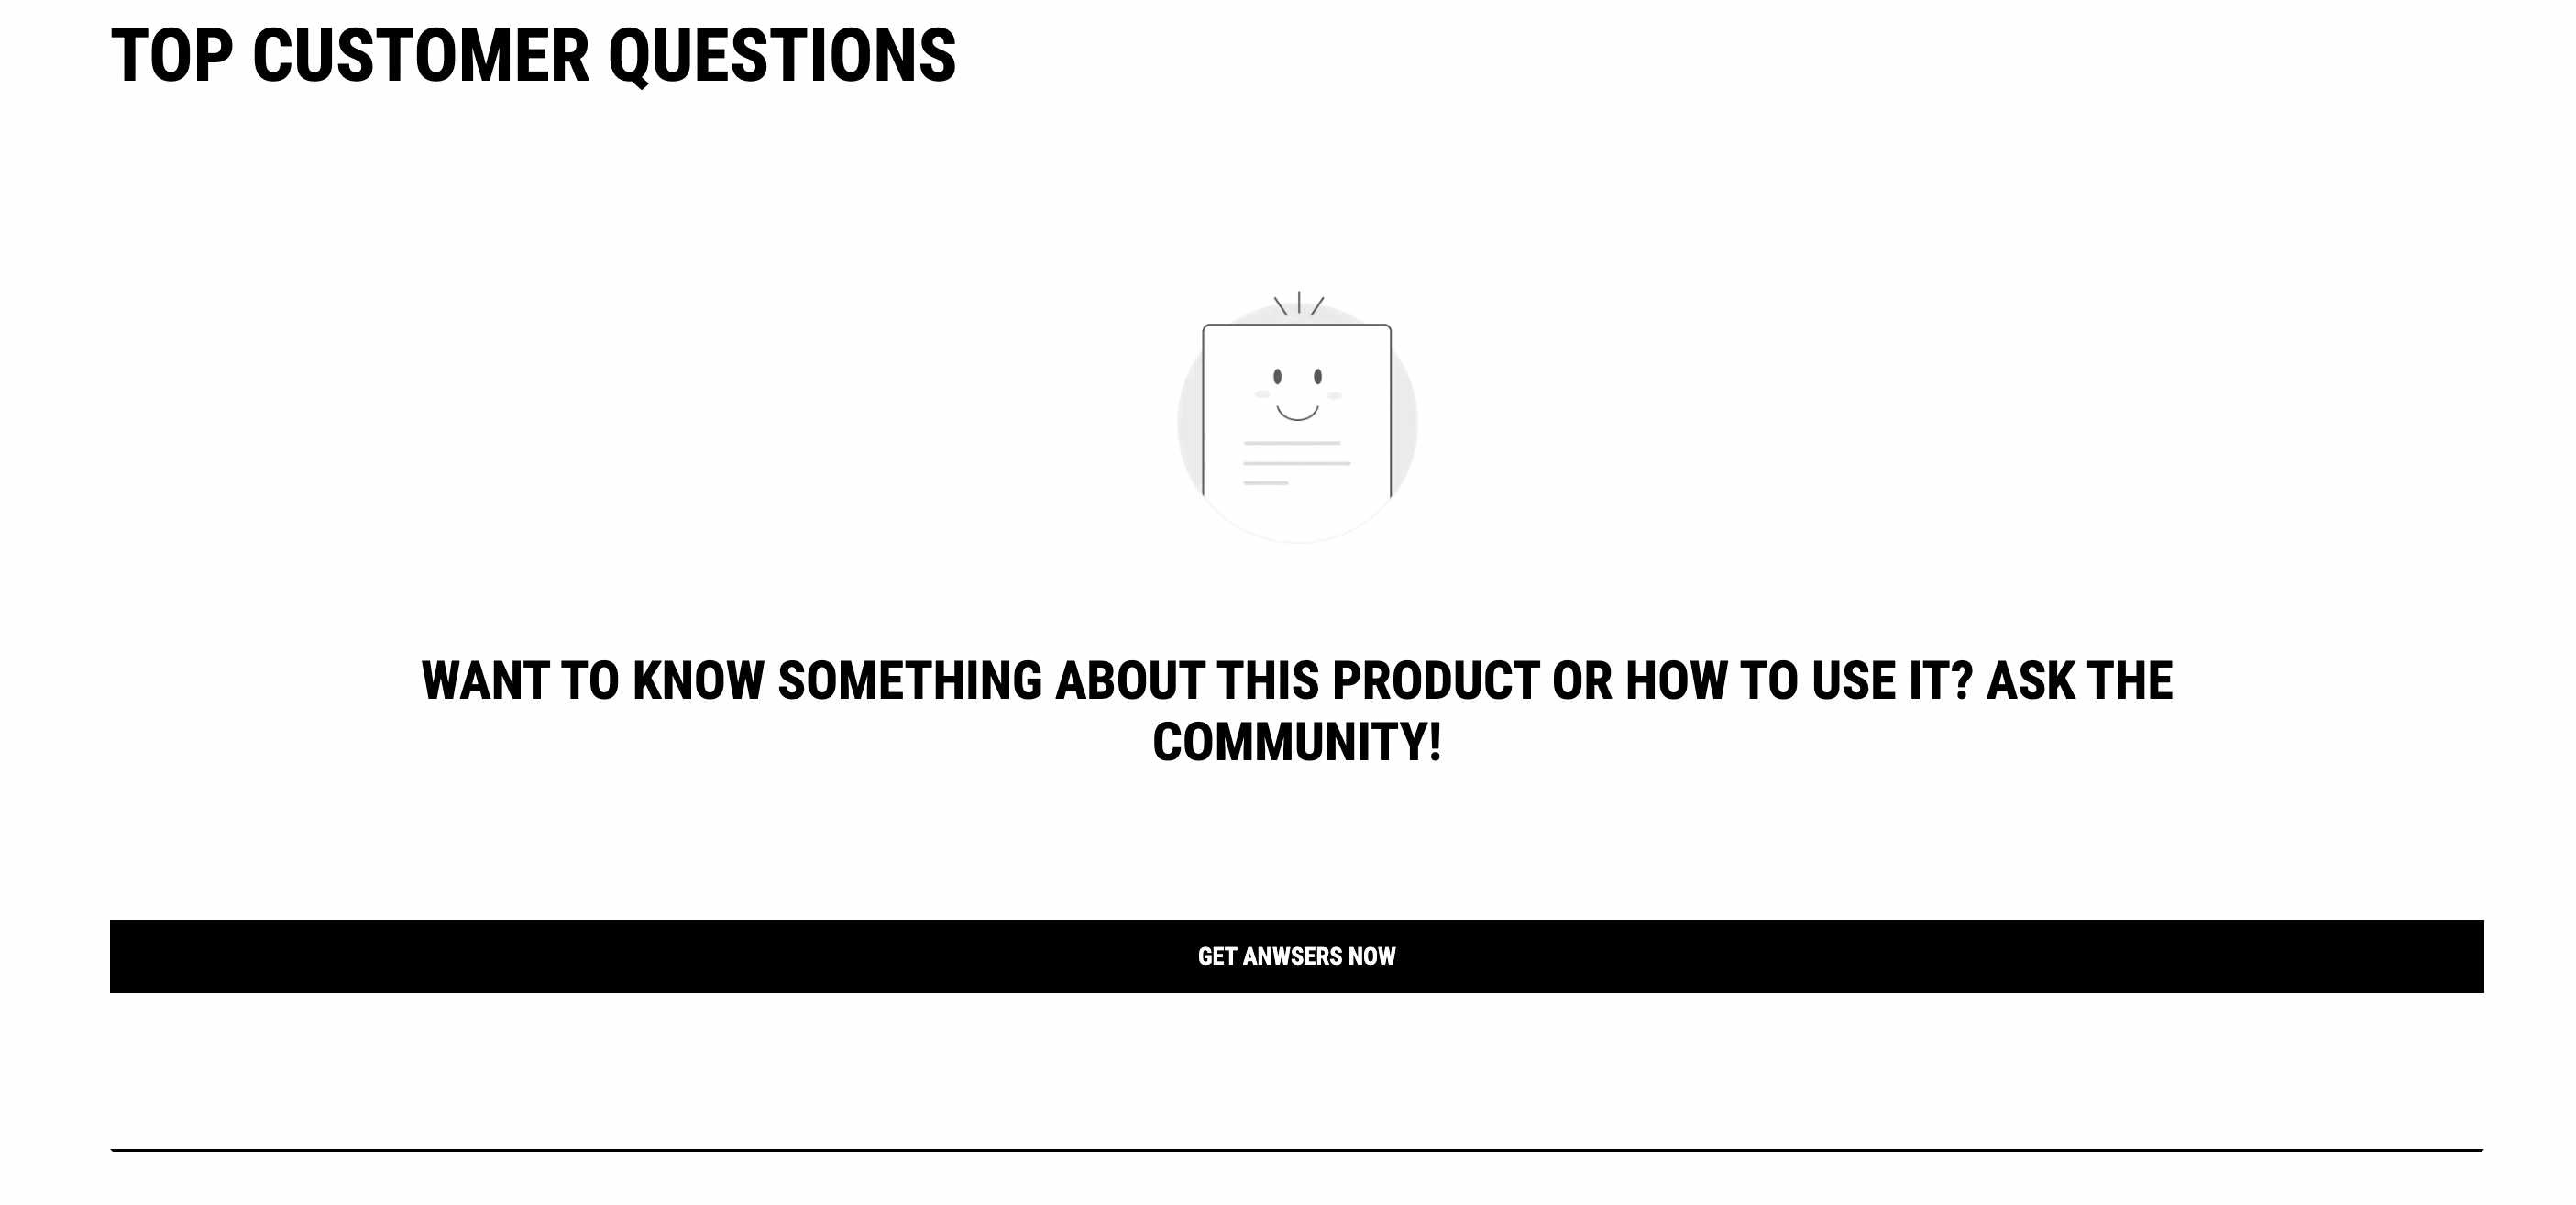 TOP CUSTOMER QUESTIONS
WANT TO KNOW SOMETHING ABOUT THIS PRODUCT OR HOW TO USE IT? ASK THE
COMMUNITY!
GET ANWSERS NOW